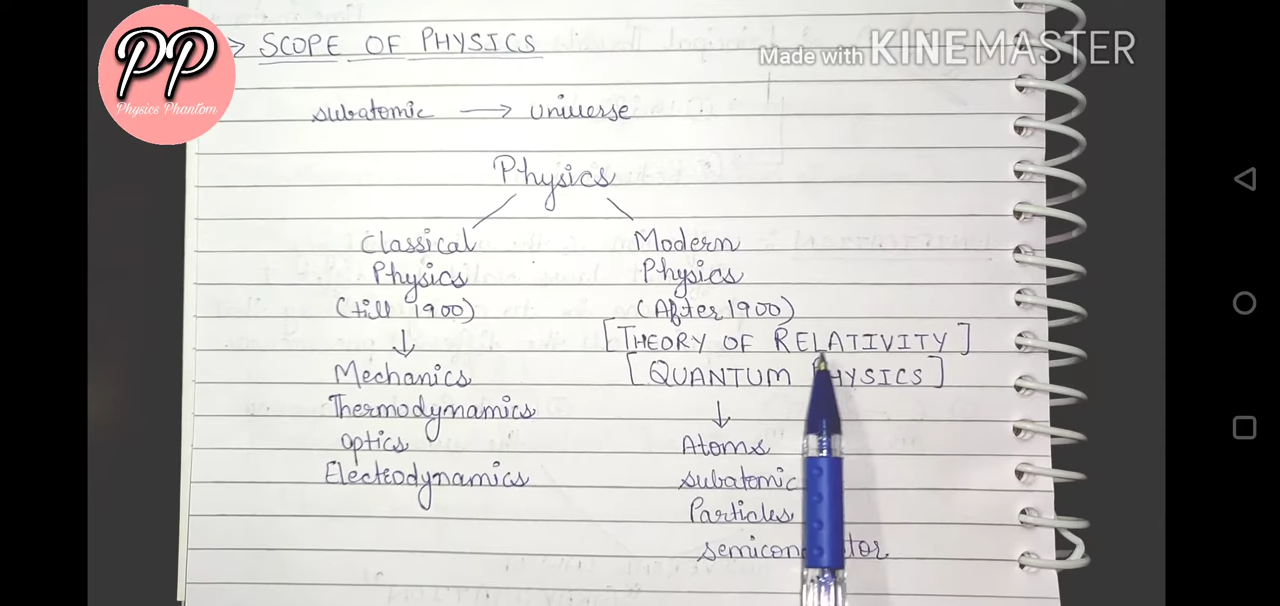 PP
Physics Phantom
Made with KINEMASTER
> SCOPE OF PHYSICS
subatomic → universe
Physics
Classical Physics
(till 1900)
↓
Mechanics
Thermodynamics
optics
Electrodynamics
Modern Physics
(After 1900)
[THEORY OF RELATIVITY]
[QUANTUM PHYSICS]
↓
Atoms
subatomic
Particles